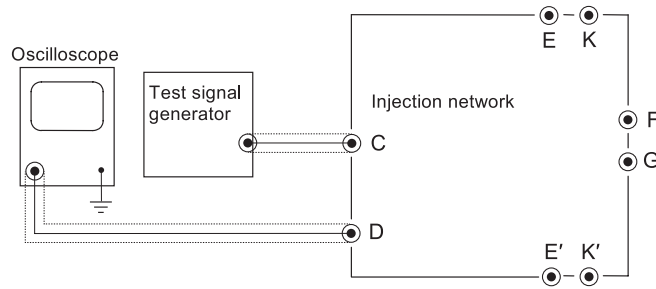 E K
Oscilloscope
Test signal
generator
Injection network
F
C
G
D
E′ K′